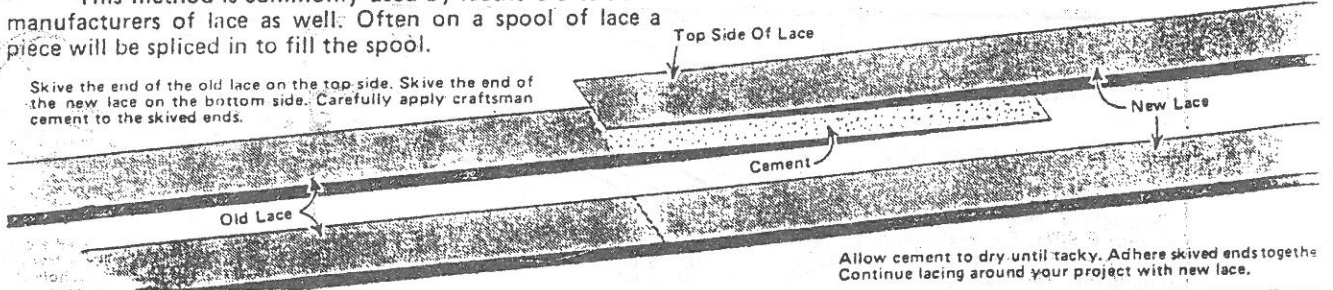 manufacturers of lace as well. Often on a spool of lace a
piece will be spliced in to fill the spool.
Top Side Of Lace
Skive the end of the old lace on the top side. Skive the end of
the new lace on the bottom side. Carefully apply craftsman
cement to the skived ends.
New Lace
Cement
Old Lace
Allow cement to dry until tacky. Adhere skived ends togethe
Continue lacing around your project with new lace.